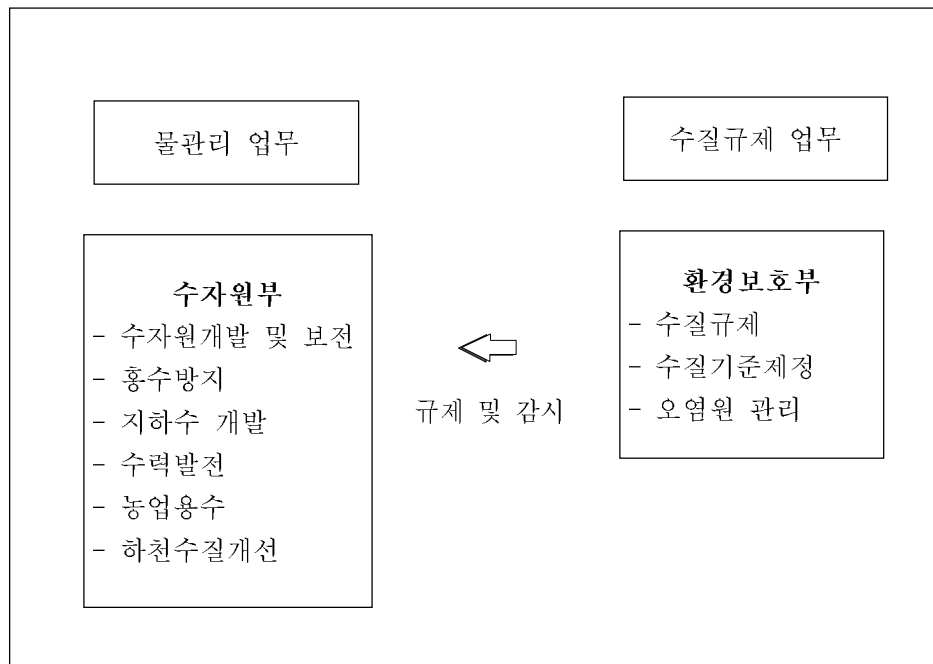 물관리 업무
수질규제 업무
수자원부
- 수자원개발 및 보전
- 홍수방지
- 지하수 개발
- 수력발전
- 농업용수
- 하천수질개선
규제 및 감시
환경보호부
- 수질규제
- 수질기준제정
- 오염원 관리